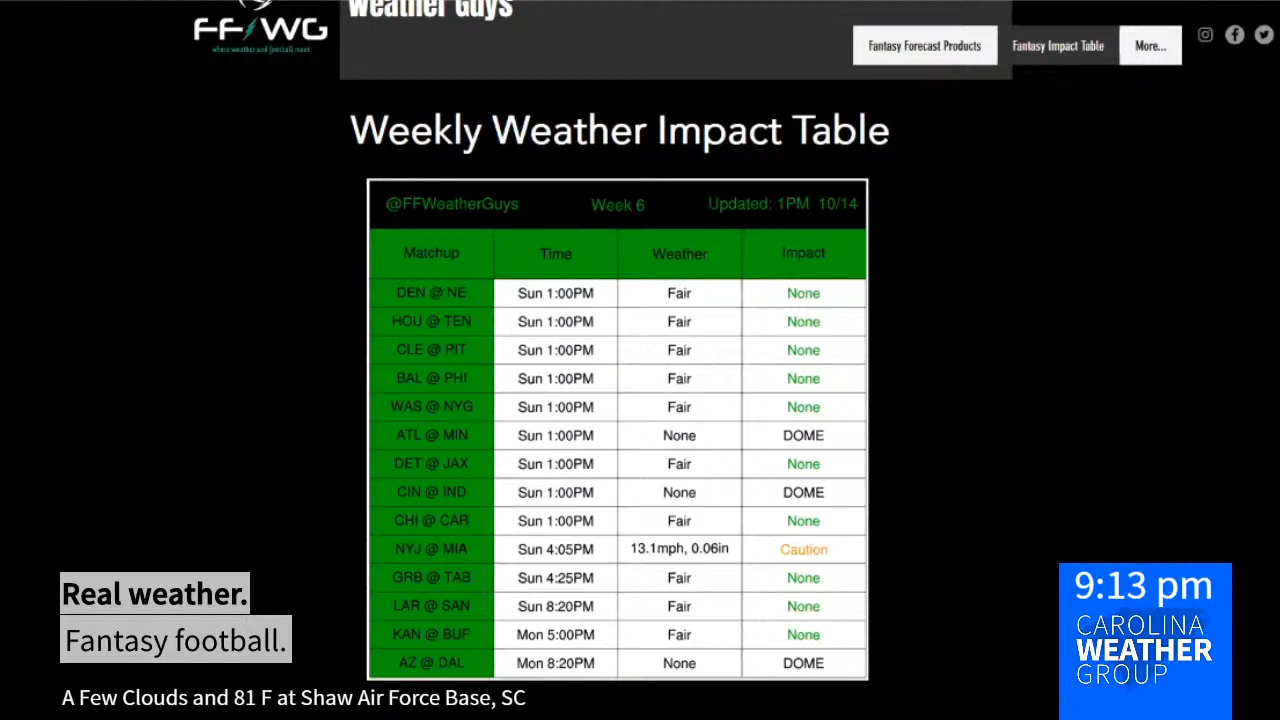 Weather Guys
FF WG
where weather and football meet
Fantasy Forecast Products
Fantasy Impact Table
More...
Weekly Weather Impact Table
@FFWeatherGuys Week 6 Updated: 1PM 10/14
Matchup Time Weather Impact
DEN @ NE Sun 1:00PM Fair None
HOU @ TEN Sun 1:00PM Fair None
CLE @ PIT Sun 1:00PM Fair None
BAL @ PHI Sun 1:00PM Fair None
WAS @ NYG Sun 1:00PM Fair None
ATL @ MIN Sun 1:00PM None DOME
DET @ JAX Sun 1:00PM Fair None
CIN @ IND Sun 1:00PM None DOME
CHI @ CAR Sun 1:00PM Fair None
NYJ @ MIA Sun 4:05PM 13.1mph, 0.06in Caution
GRB @ TAB Sun 4:25PM Fair None
LAR @ SAN Sun 8:20PM Fair None
KAN @ BUF Mon 5:00PM Fair None
AZ @ DAL Mon 8:20PM None DOME
Real weather.
Fantasy football.
A Few Clouds and 81 F at Shaw Air Force Base, SC
9:13 pm
CAROLINA
WEATHER
GROUP